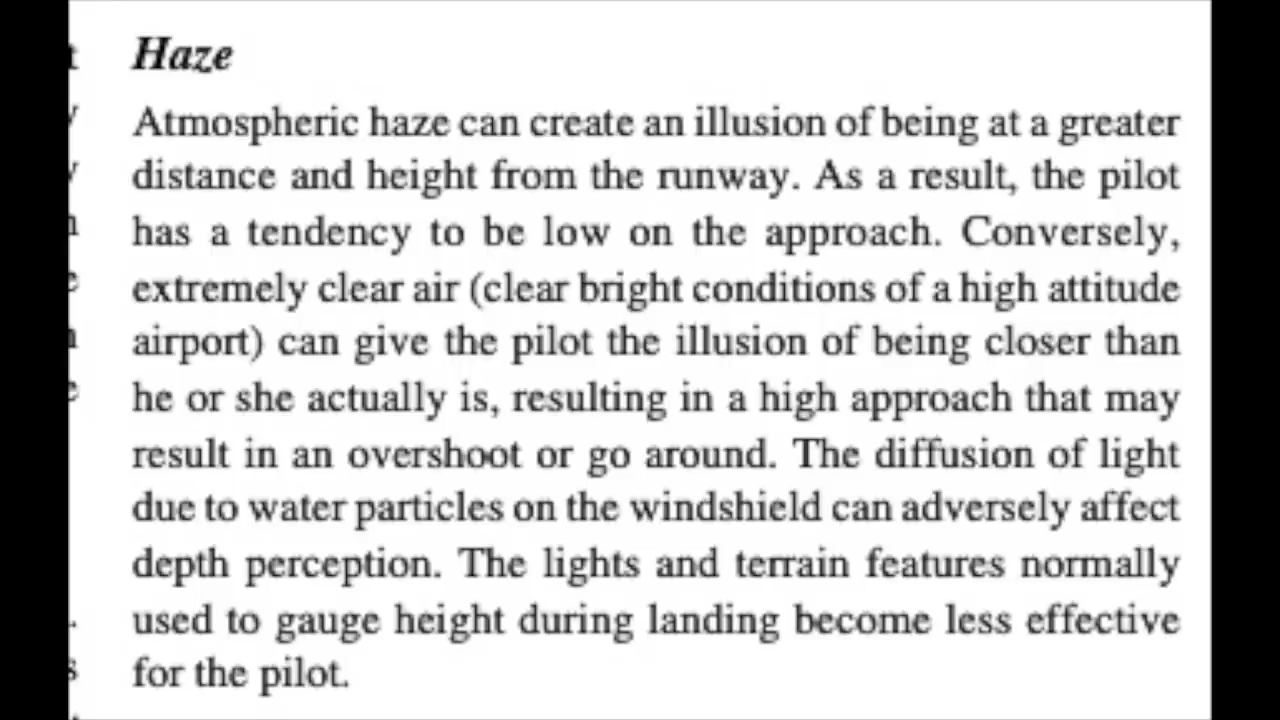 Haze
Atmospheric haze can create an illusion of being at a greater
distance and height from the runway. As a result, the pilot
has a tendency to be low on the approach. Conversely,
extremely clear air (clear bright conditions of a high attitude
airport) can give the pilot the illusion of being closer than
he or she actually is, resulting in a high approach that may
result in an overshoot or go around. The diffusion of light
due to water particles on the windshield can adversely affect
depth perception. The lights and terrain features normally
used to gauge height during landing become less effective
for the pilot.